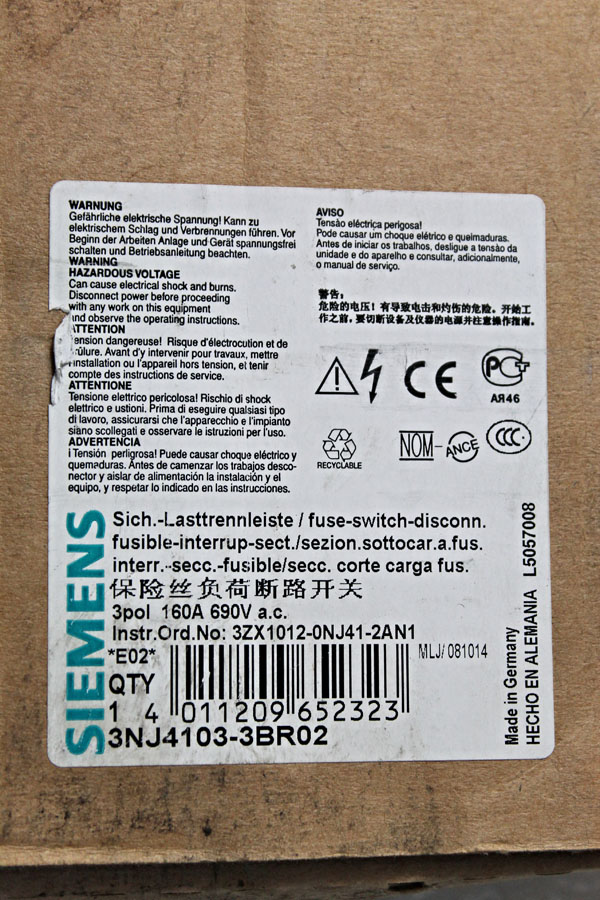 WARNUNG
Gefährliche elektrische Spannung! Kann zu
elektrischem Schlag und Verbrennungen führen. Vor
Beginn der Arbeiten Anlage und Gerät spannungsfrei
schalten und Betriebsanleitung beachten.
WARNING
HAZARDOUS VOLTAGE
Can cause electrical shock and burns.
Disconnect power before proceeding
with any work on this equipment
and observe the operating instructions.
TTENTION
ension dangereuse! Risque d'électrocution et de
rûlure. Avant d'y intervenir pour travaux, mettre
installation ou l'appareil hors tension, et tenir
compte des instructions de service.
ATTENTIONE
Tensione elettrico pericolosa! Rischio di shock
elettrico e ustioni. Prima di eseguire qualsiasi tipo
di lavoro, assicurarsi che l'apparecchio e l'impianto
siano scollegati e osservare le istruzioni per l'uso.
ADVERTENCIA
¡Tensión perligrosa! Puede causar choque eléctrico y
quemaduras. Antes de camenzar los trabajos desco-
nector y aislar de alimentación la instalación y el
equipo, y respetar lo indicado en las instrucciones.
AVISO
Tensão eléctrica perigosa!
Pode causar um choque elétrico e queimaduras.
Antes de iniciar os trabalhos, desligue a tensão da
unidade e do aparelho e consultar, adicionalmente,
o manual de serviço.
警告:
危险的电压! 有导致电击和灼伤的危险。开始工
作之前, 要切断设备及仪器的电源并注意操作指南。
CE
АЯ46
RECYCLABLE
NOM-ANCE
CCC
SIEMENS
Sich.-Lasttrennleiste / fuse-switch-disconn.
fusible-interrup-sect./sezion.sottocar.a.fus.
interr.-secc.-fusible/secc. corte carga fus.
保险丝负荷断路开关
3pol 160A 690V a.c.
Instr.Ord.No: 3ZX1012-0NJ41-2AN1
*E02*
MLJ/081014
QTY
1 4 011209 652323
3NJ4103-3BR02
Made in Germany
HECHO EN ALEMANIA L5057008